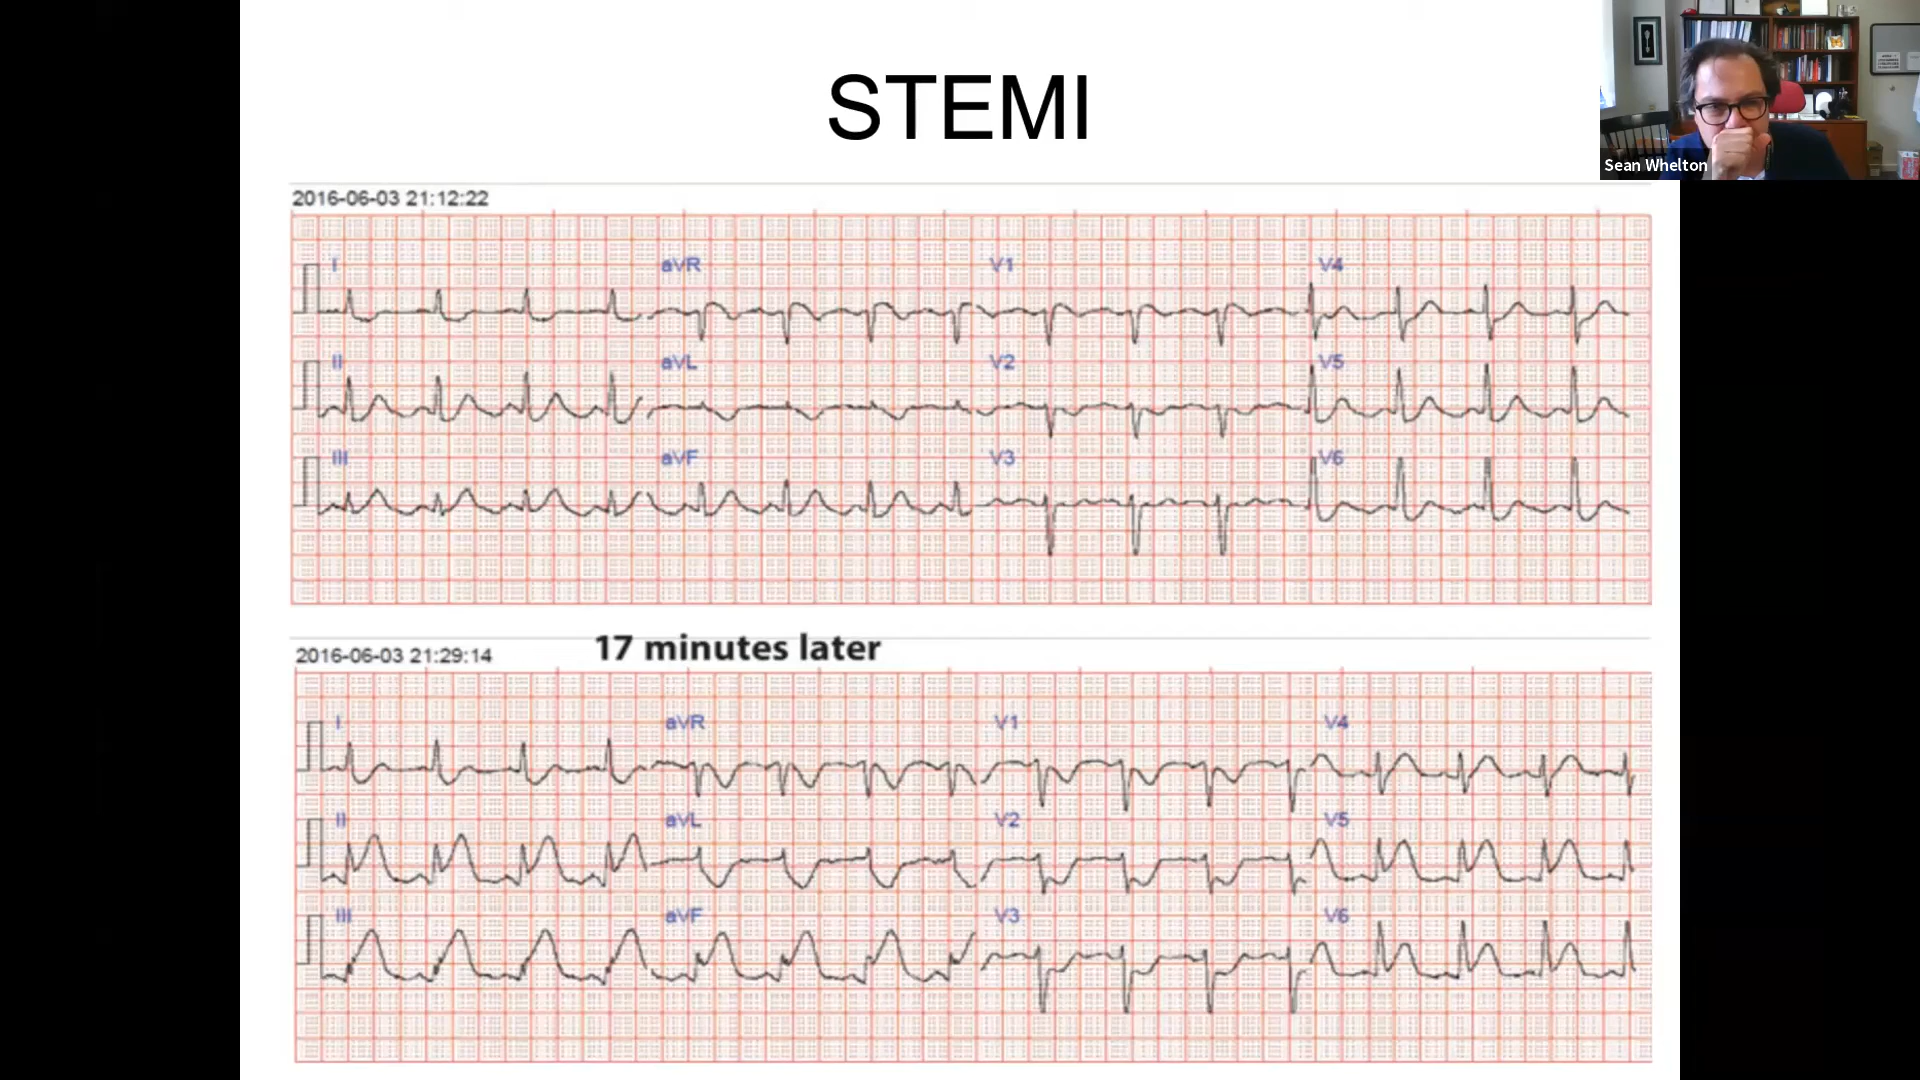 STEMI
Sean Whelton
2016-06-03 21:12:22
I aVR V1 V4
II aVL V2 V5
III aVF V3 V6
17 minutes later
2016-06-03 21:29:14
I aVR V1 V4
II aVL V2 V5
III aVF V3 V6